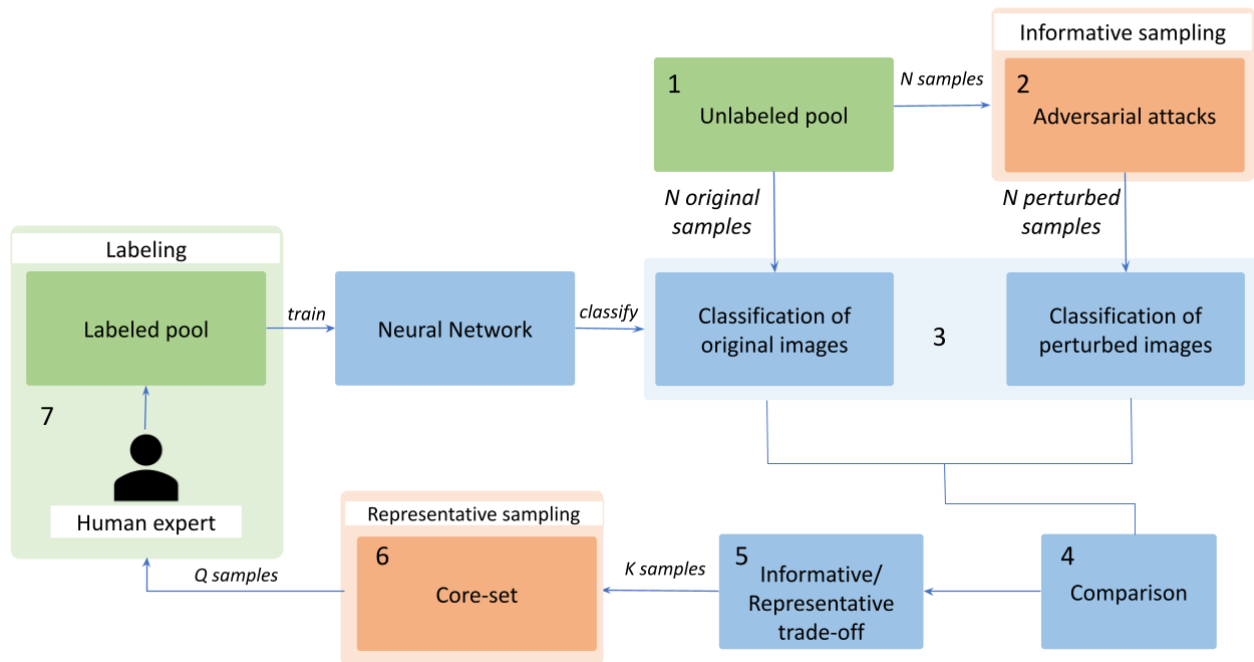 Informative sampling
1
Unlabeled pool
N samples
2
Adversarial attacks
N original
samples
N perturbed
samples
Labeling
Labeled pool
train
Neural Network
classify
Classification of
original images
3
Classification of
perturbed images
7
Human expert
Q samples
Representative sampling
6
Core-set
K samples
5
Informative/
Representative
trade-off
4
Comparison